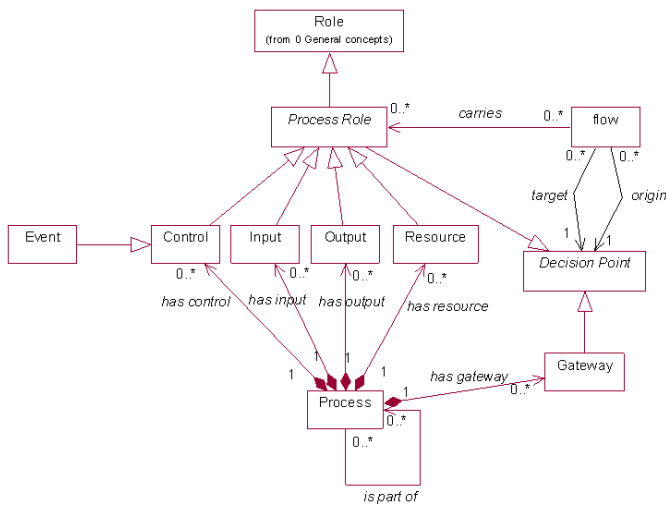 Role
(from 0 General concepts)
0..*
carries
0..*
Process Role
flow
0..*
0..*
target
origin
1
1
Event
Control
Input
Output
Resource
Decision Point
0..*
0..*
0..*
0..*
has control
has input
has output
has resource
1
1
1
1
has gateway
Gateway
1
0..*
Process
0..*
0..*
is part of